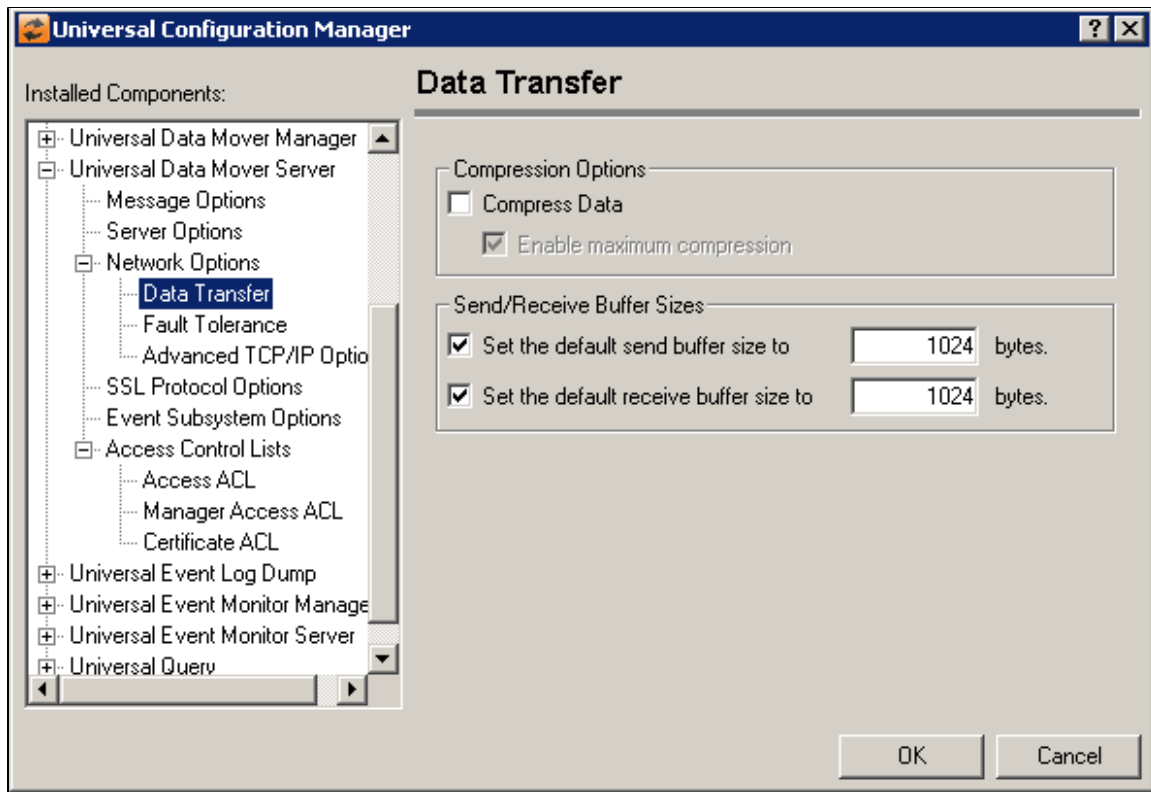 Universal Configuration Manager
Installed Components:
Universal Data Mover Manager
Universal Data Mover Server
Message Options
Server Options
Network Options
Data Transfer
Fault Tolerance
Advanced TCP/IP Optio
SSL Protocol Options
Event Subsystem Options
Access Control Lists
Access ACL
Manager Access ACL
Certificate ACL
Universal Event Log Dump
Universal Event Monitor Manage
Universal Event Monitor Server
Universal Query
Data Transfer
Compression Options
Compress Data
Enable maximum compression
Send/Receive Buffer Sizes
Set the default send buffer size to 1024 bytes.
Set the default receive buffer size to 1024 bytes.
OK Cancel